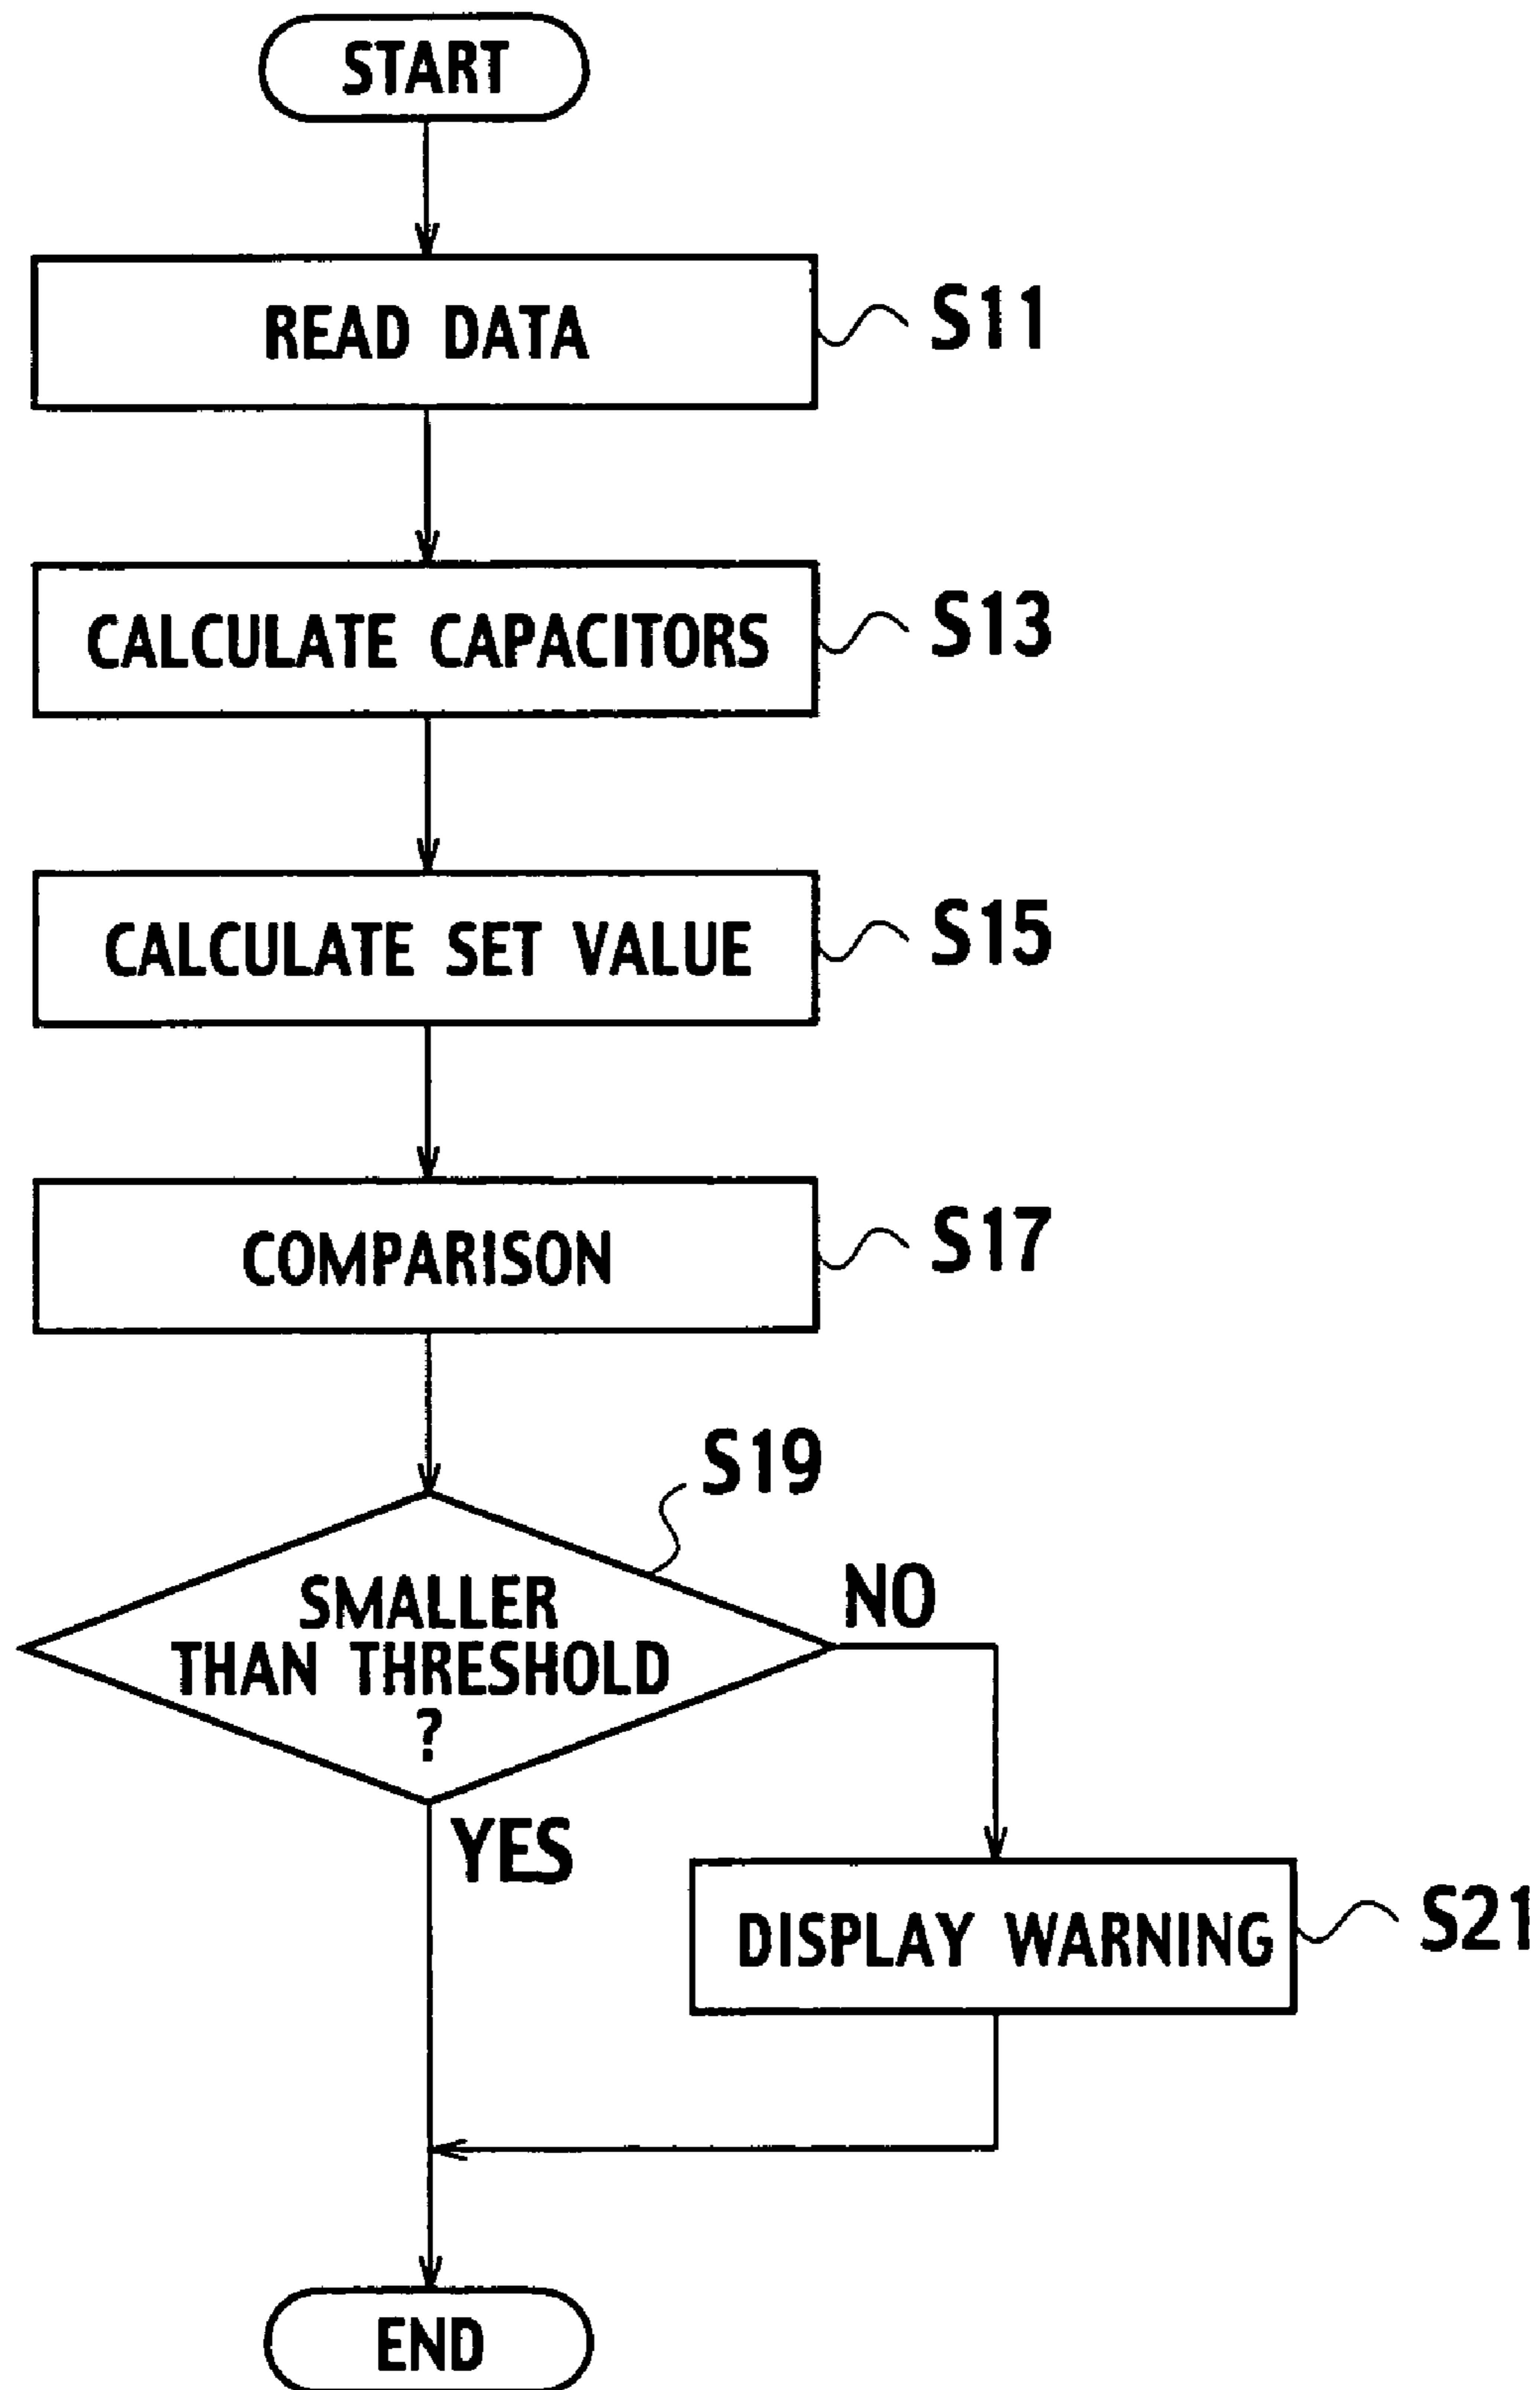 START
READ DATA
S11
CALCULATE CAPACITORS
S13
CALCULATE SET VALUE
S15
COMPARISON
S17
S19
SMALLER
THAN THRESHOLD
?
NO
YES
DISPLAY WARNING
S21
END